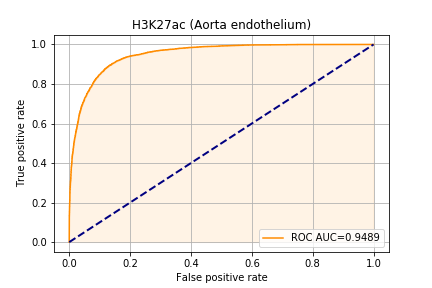 H3K27ac (Aorta endothelium)
True positive rate
1.0
0.8
0.6
0.4
0.2
0.0
0.0 0.2 0.4 0.6 0.8 1.0
False positive rate
ROC AUC=0.9489